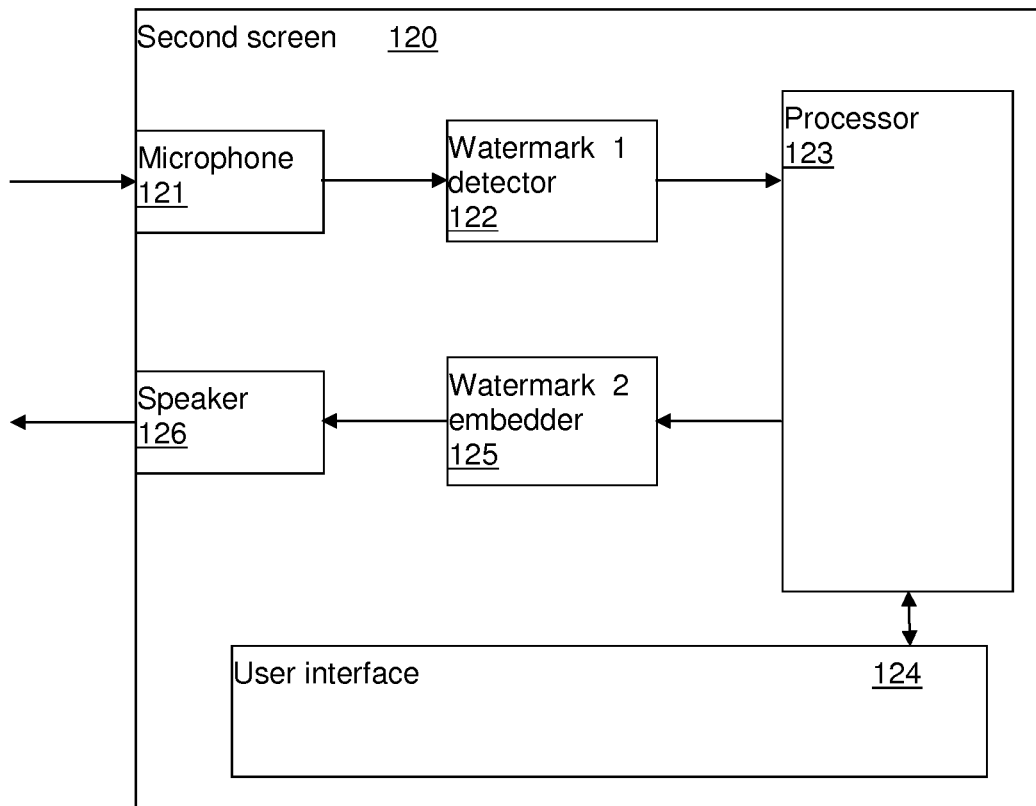 Second screen 120
Microphone
121
Watermark 1
detector
122
Processor
123
Speaker
126
Watermark 2
embedder
125
User interface 124